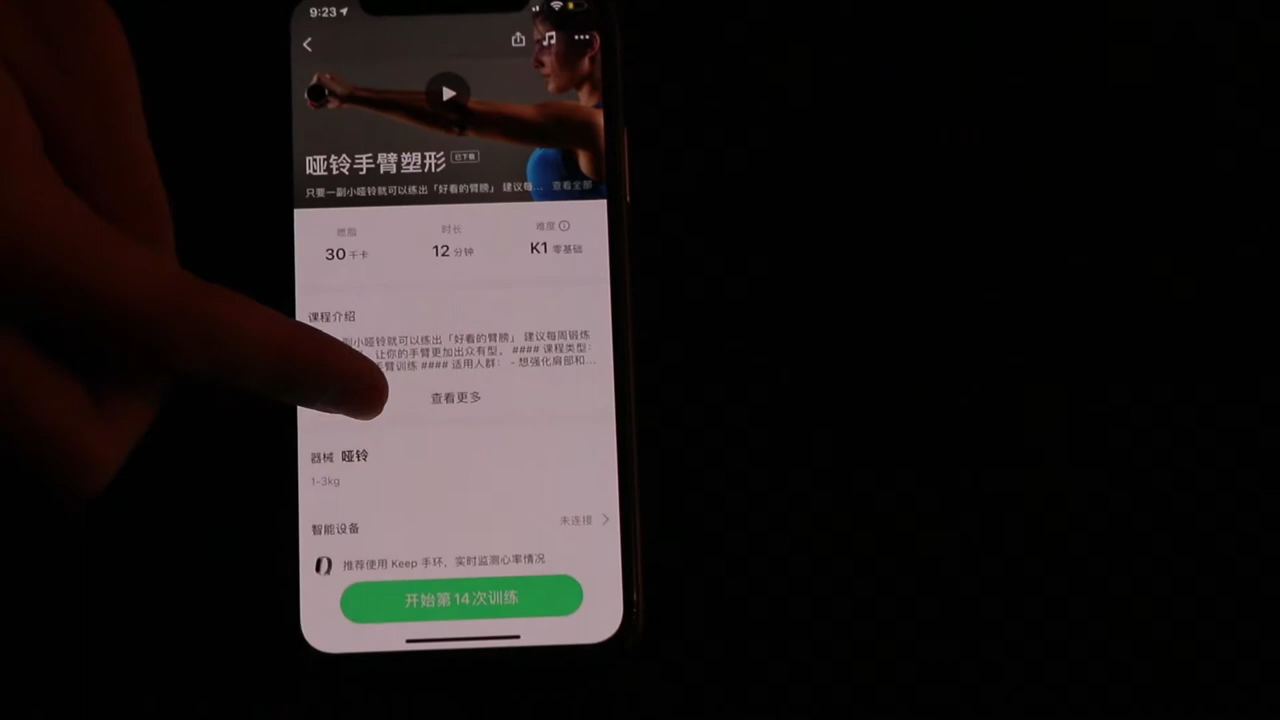 9:23
哑铃手臂塑形 已下载
只要一副小哑铃就可以练出「好看的臂膀」 建议每... 查看全部
燃脂 时长 难度
30千卡 12分钟 K1 零基础
课程介绍
副小哑铃就可以练出「好看的臂膀」 建议每周锻炼
让你的手臂更加出众有型。 #### 课程类型：
手臂训练 #### 适用人群： - 想强化肩部和...
查看更多
器械 哑铃
1-3kg
智能设备 未连接
推荐使用 Keep 手环，实时监测心率情况
开始第14次训练